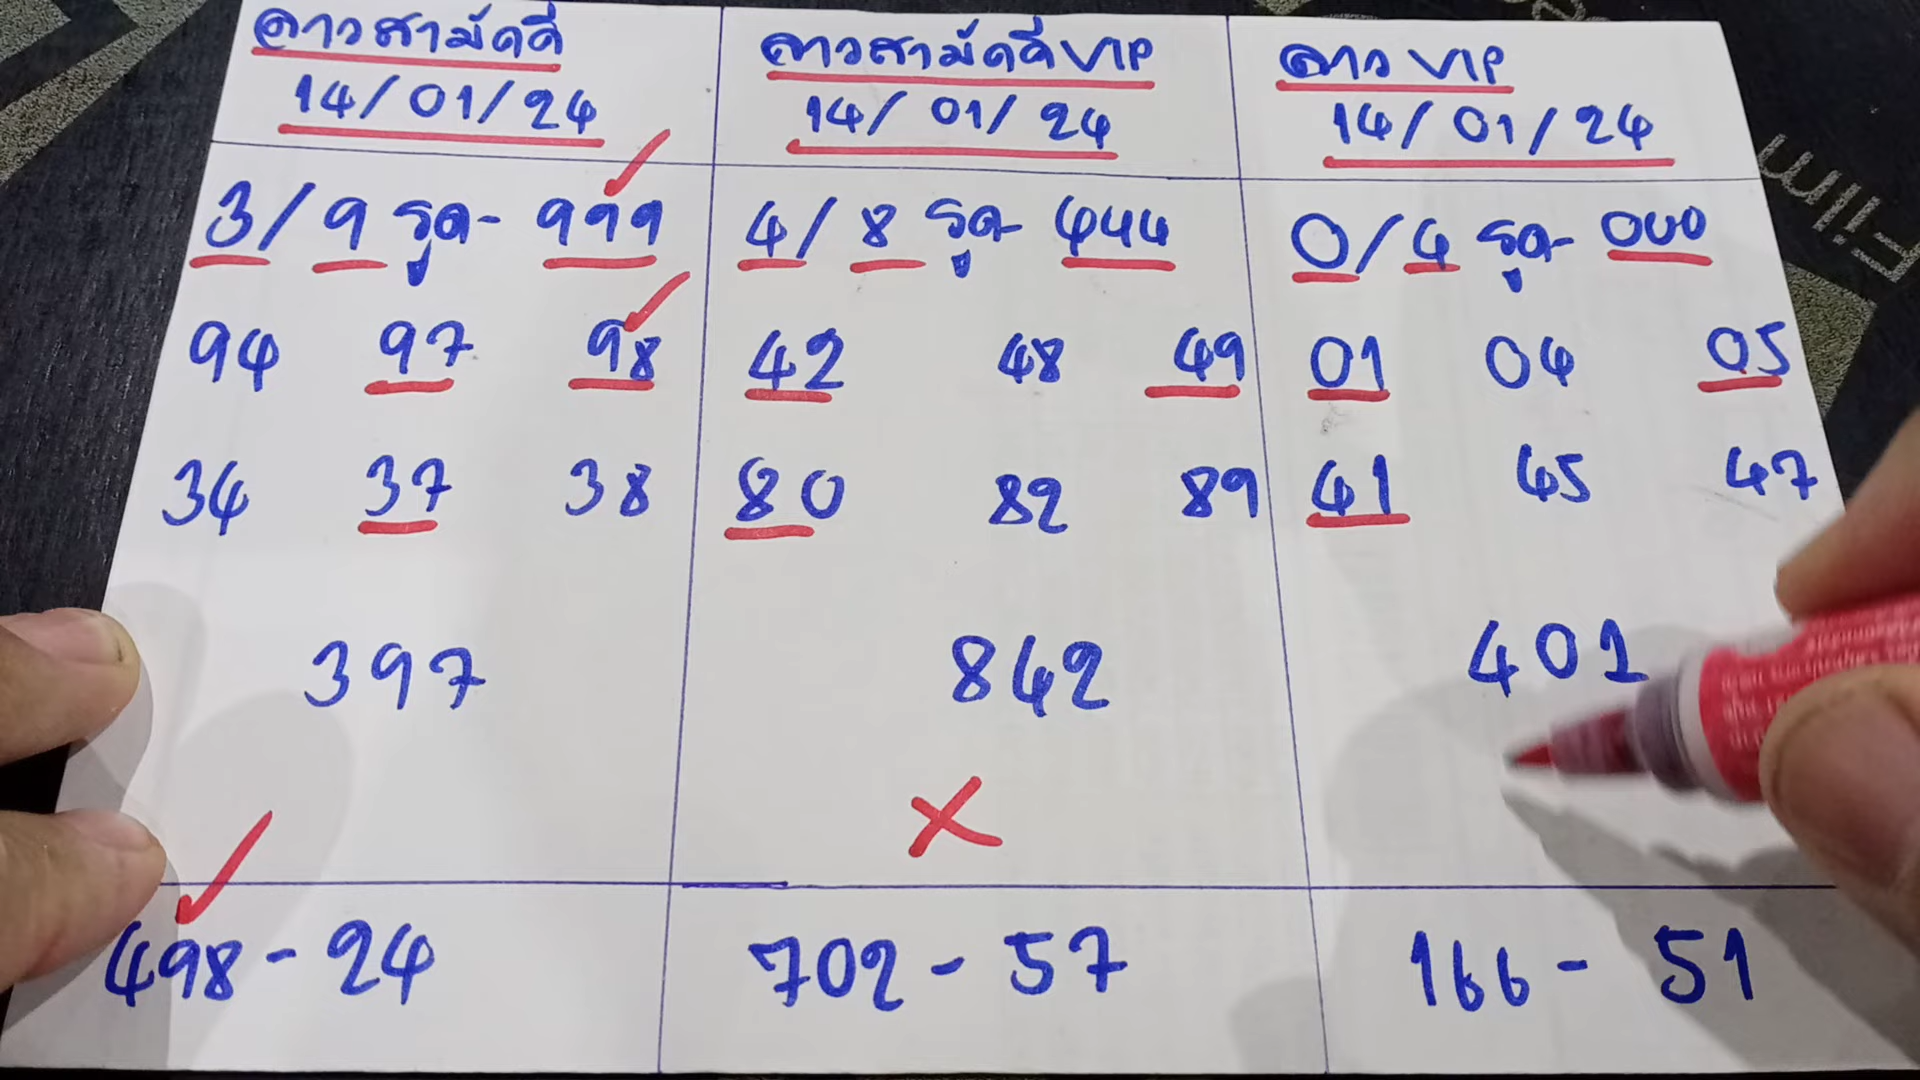 ลาวสามัคคี
14/01/24
3/9 รูด- 999
94 97 98
34 37 38
397
498-24
ลาวสามัคคีVIP
14/01/24
4/8 รูด- 444
42 48 49
80 82 89
842
702-57
ลาว VIP
14/01/24
0/4 รูด- 000
01 04 05
41 45 47
401
166-51
Film